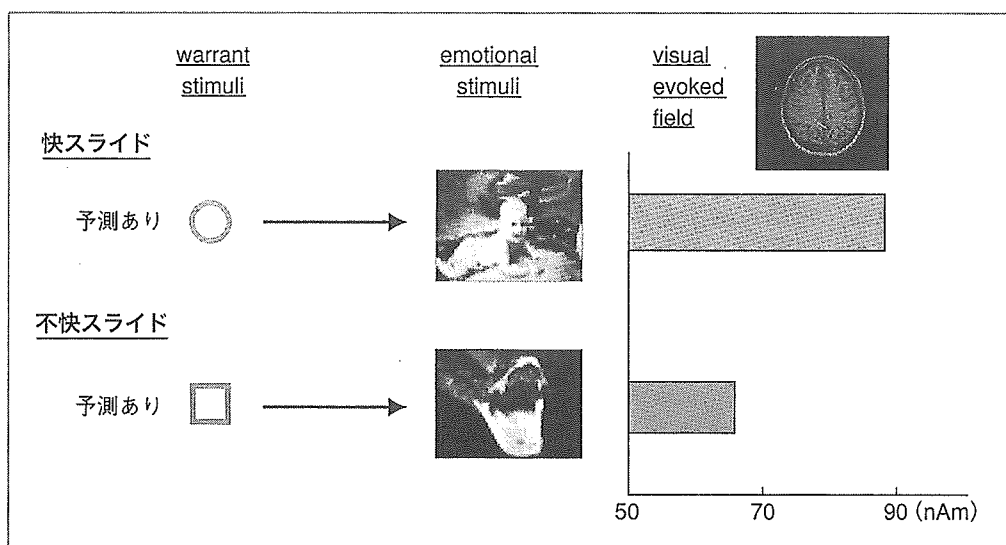 warrant
stimuli
emotional
stimuli
visual
evoked
field
快スライド
予測あり
不快スライド
予測あり
50 70 90 (nAm)